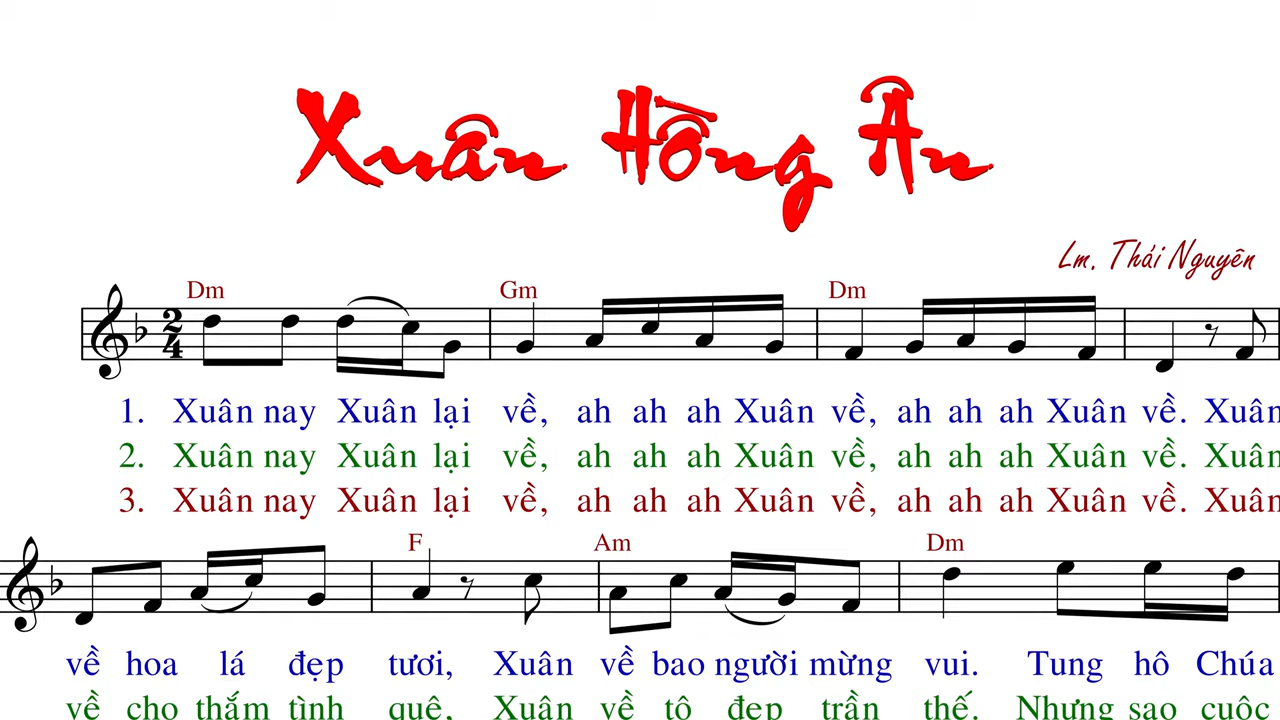 Xuân Hồng Ân
Lm. Thái Nguyên
Dm Gm Dm
2
4
1. Xuân nay Xuân lại về, ah ah ah Xuân về, ah ah ah Xuân về. Xuân
2. Xuân nay Xuân lại về, ah ah ah Xuân về, ah ah ah Xuân về. Xuân
3. Xuân nay Xuân lại về, ah ah ah Xuân về, ah ah ah Xuân về. Xuân
F Am Dm
về hoa lá đẹp tươi, Xuân về bao người mừng vui. Tung hô Chúa
về cho thắm tình quê, Xuân về tô đẹp trần thế. Nhưng sao cuộc